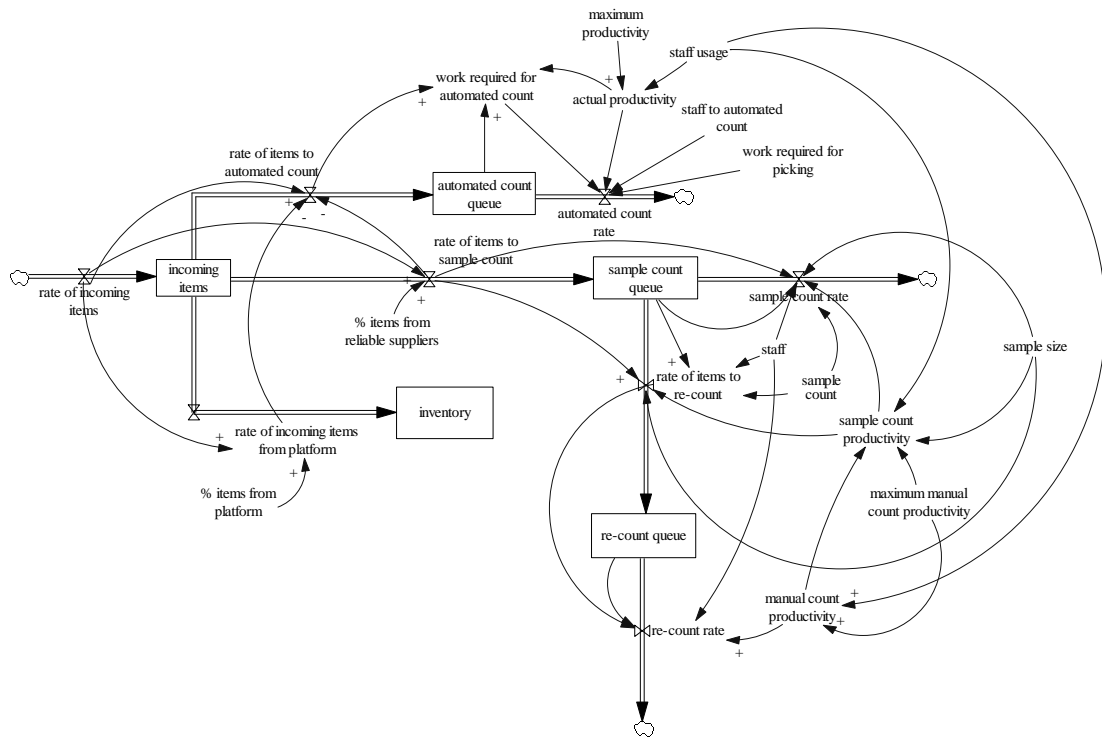 maximum
productivity
staff usage
work required for
automated count
+
+
+
actual productivity
staff to automated
count
work required for
picking
rate of items to
automated count
automated count
queue
automated count
rate
+
-
-
rate of items to
sample count
incoming
items
rate of incoming
items
sample count
queue
sample count rate
+
+
% items from
reliable suppliers
staff
sample size
+
+
rate of items to
re-count
sample
count
inventory
sample count
productivity
+
rate of incoming items
from platform
+
% items from
platform
maximum manual
count productivity
re-count queue
manual count
productivity
+
+
re-count rate
+